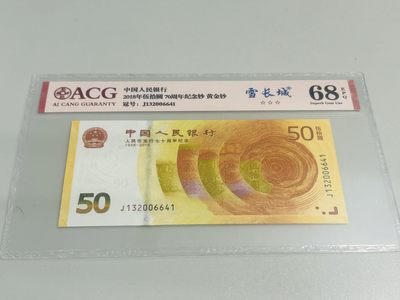 ACG
AI CANG GUARANTY
中国人民银行
2018年伍拾圆 70周年纪念钞 黄金钞
冠号: J132006641
雪长城
☆☆☆
68 EPQ
Superb Gem Unc
中国人民银行
人民币发行七十周年纪念
1948-2018
50
伍拾圆
50
J132006641
J132006641